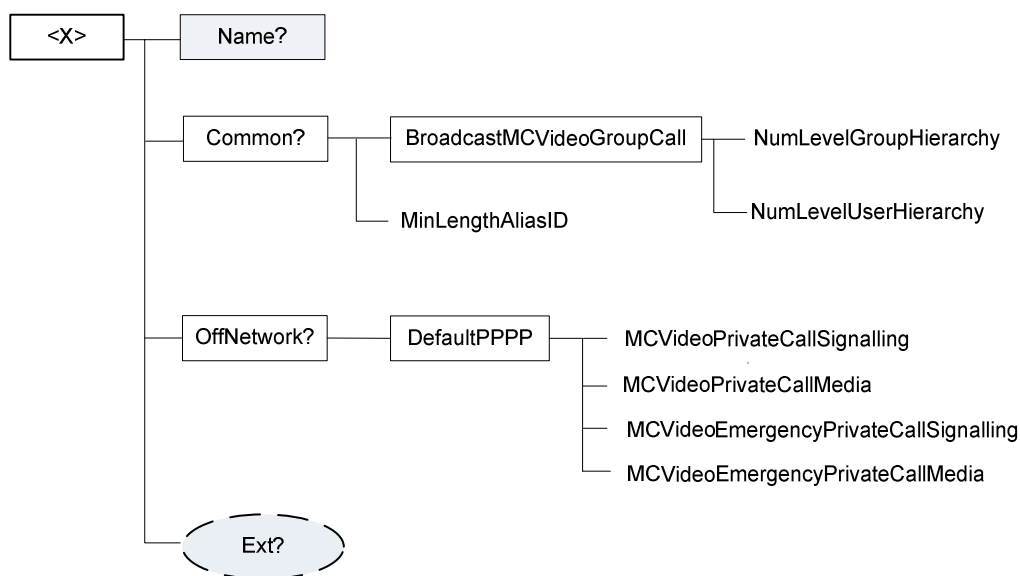 <X>
Name?
Common?
BroadcastMCVideoGroupCall
NumLevelGroupHierarchy
NumLevelUserHierarchy
MinLengthAliasID
OffNetwork?
DefaultPPPP
MCVideoPrivateCallSignalling
MCVideoPrivateCallMedia
MCVideoEmergencyPrivateCallSignalling
MCVideoEmergencyPrivateCallMedia
Ext?